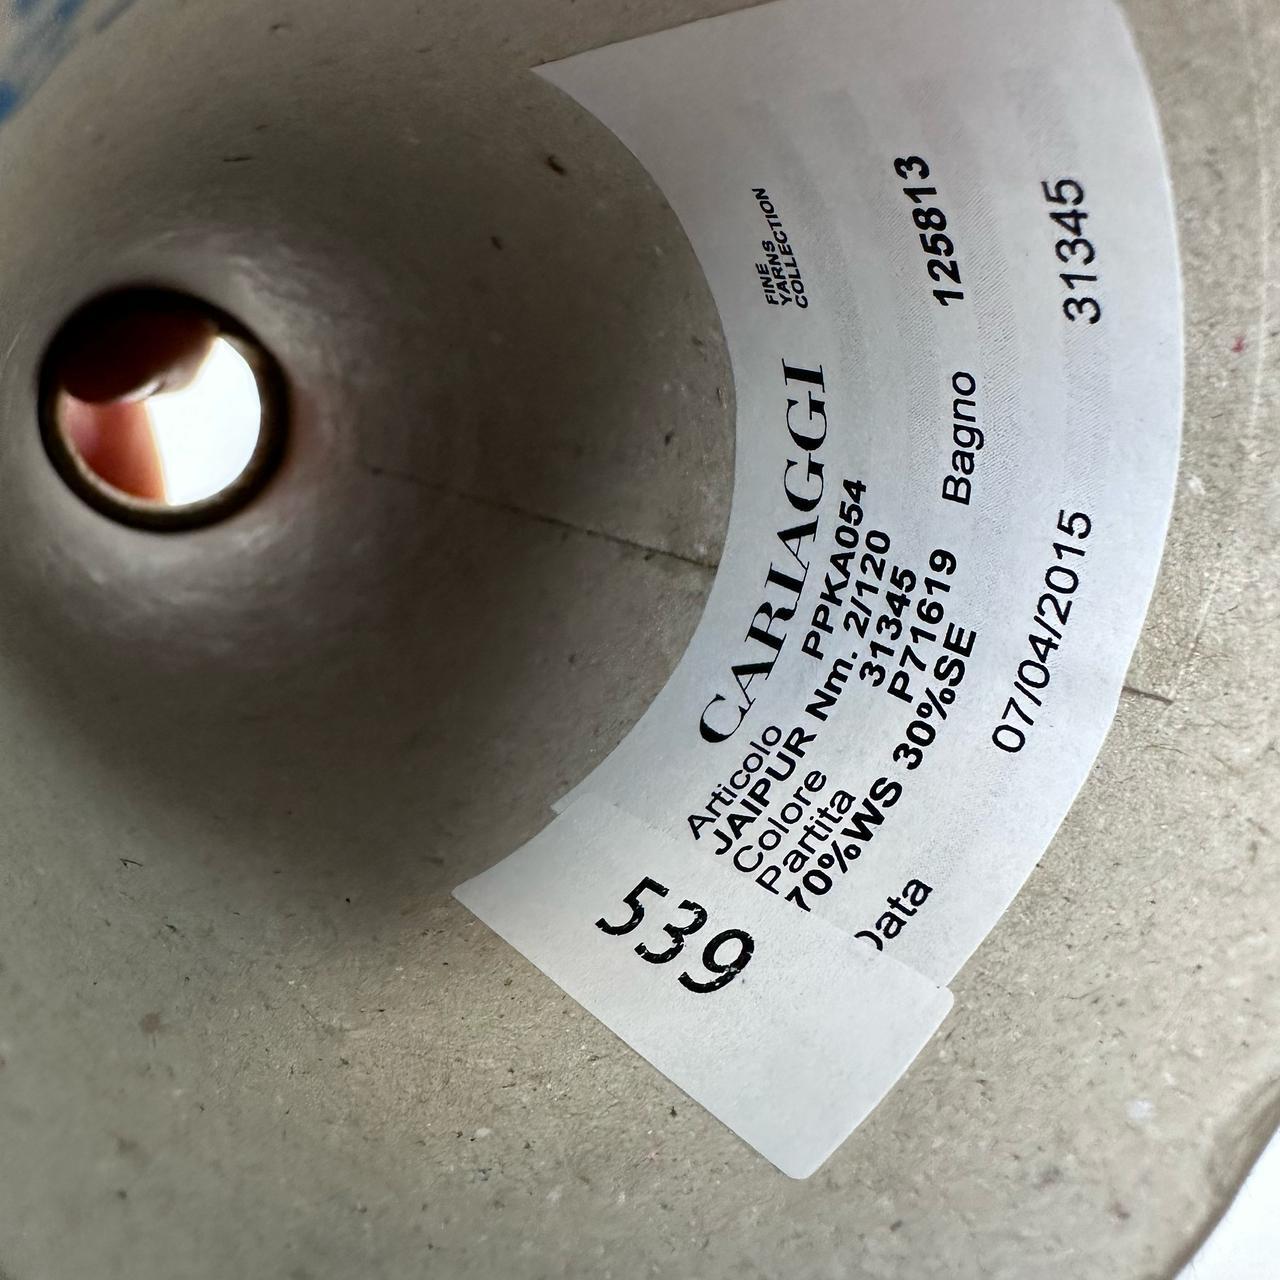 CARIAGGI
FINE
YARNS
COLLECTION
Articolo PPKA054
JAIPUR Nm. 2/120
Colore 31345
Partita P71619 Bagno 125813
70%WS 30%SE
Data 07/04/2015 31345
539